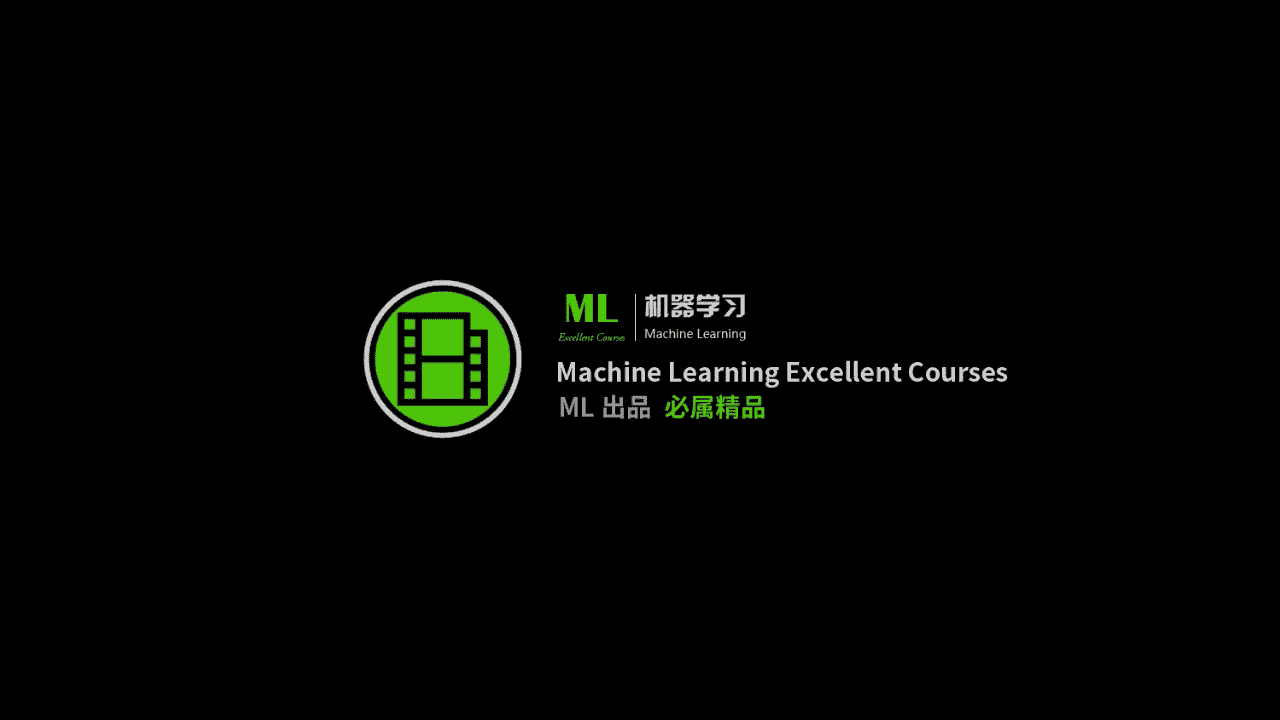 ML 机器学习
Excellent Courses Machine Learning
Machine Learning Excellent Courses
ML 出品 必属精品